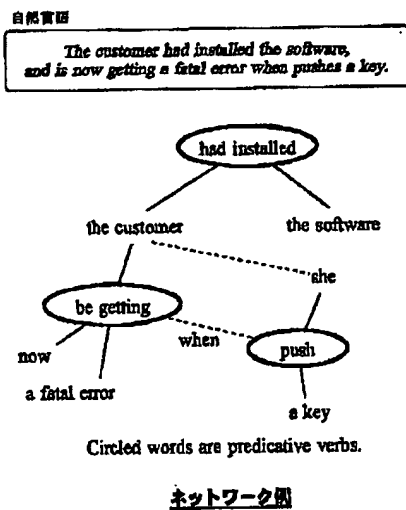 自然言語
The customer had installed the software,
and is now getting a fatal error when pushes a key.
had installed
the customer
the software
she
be getting
when
push
now
a fatal error
a key
Circled words are predicative verbs.
ネットワーク例